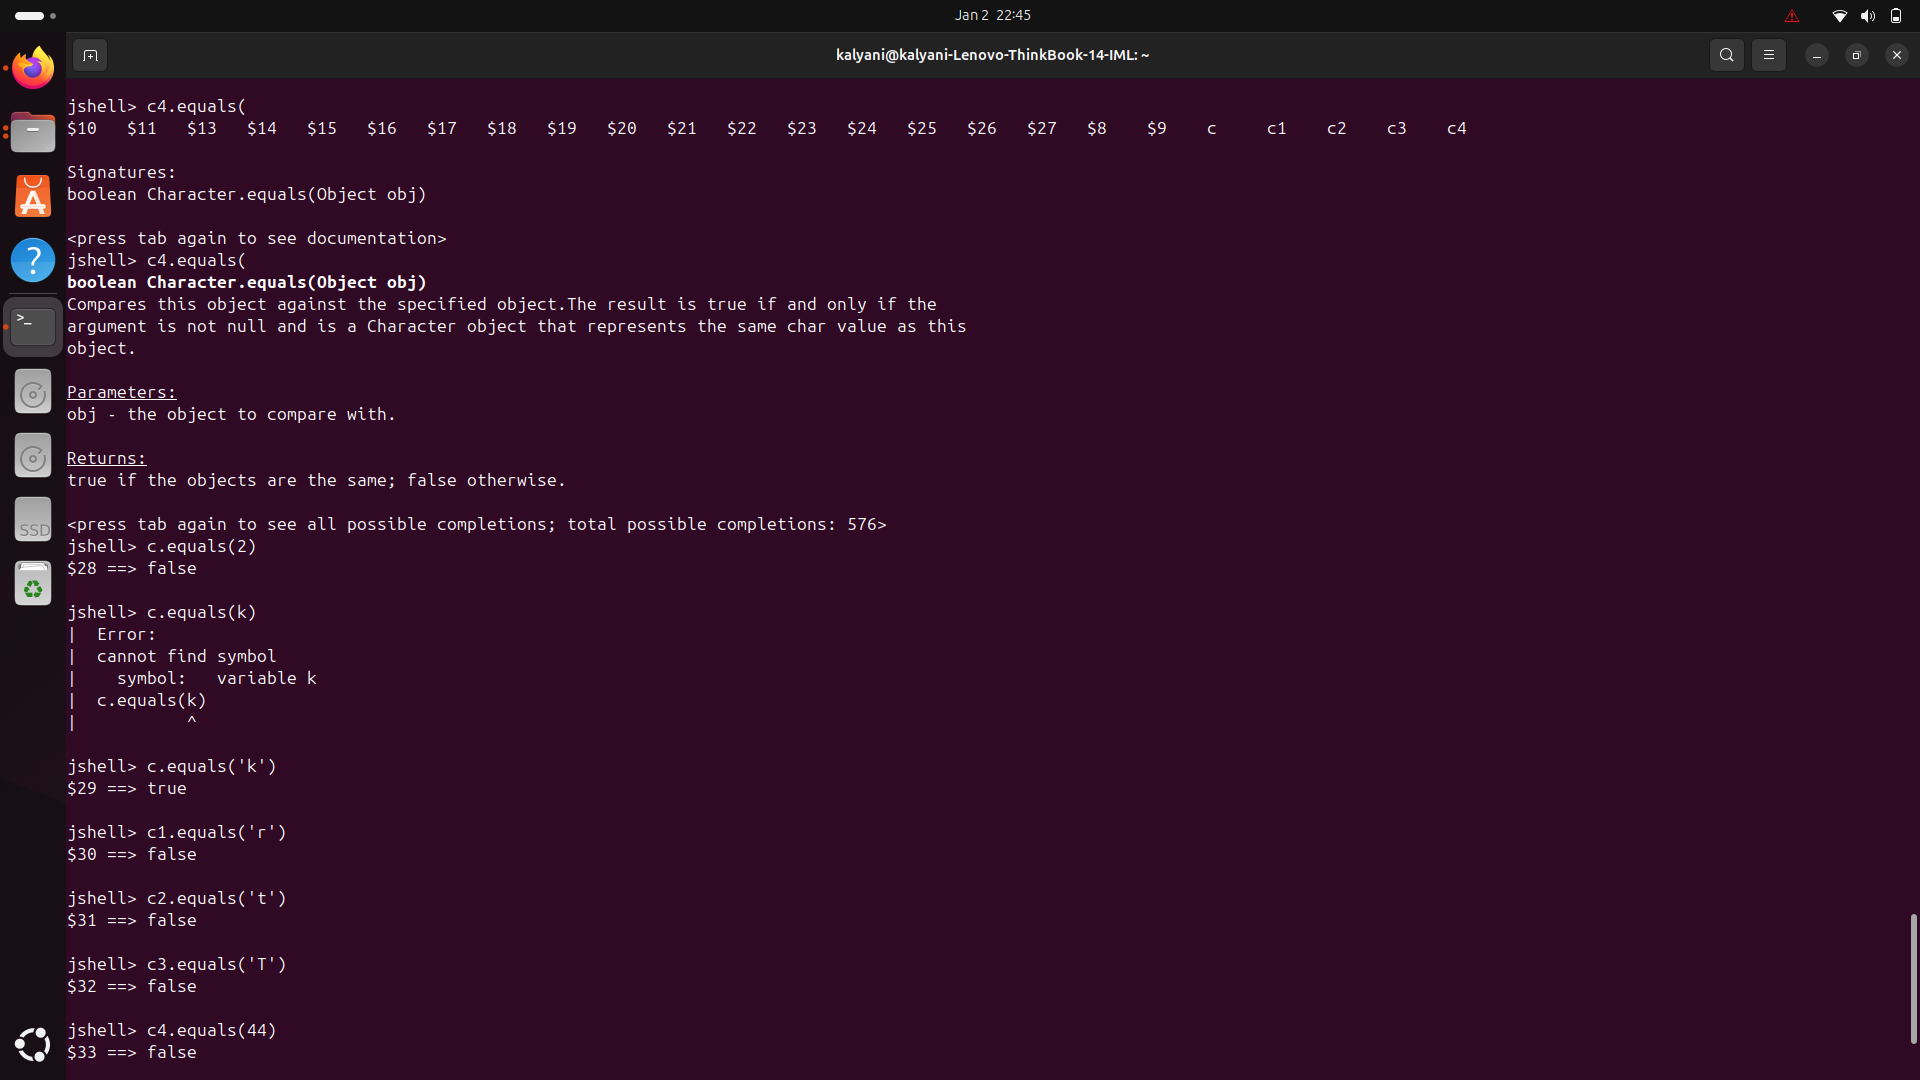 Jan 2 22:45
kalyani@kalyani-Lenovo-ThinkBook-14-IML: ~
jshell> c4.equals(
$10 $11 $13 $14 $15 $16 $17 $18 $19 $20 $21 $22 $23 $24 $25 $26 $27 $8 $9 c c1 c2 c3 c4
Signatures:
boolean Character.equals(Object obj)
<press tab again to see documentation>
jshell> c4.equals(
boolean Character.equals(Object obj)
Compares this object against the specified object.The result is true if and only if the
argument is not null and is a Character object that represents the same char value as this
object.
Parameters:
obj - the object to compare with.
Returns:
true if the objects are the same; false otherwise.
<press tab again to see all possible completions; total possible completions: 576>
jshell> c.equals(2)
$28 ==> false
jshell> c.equals(k)
| Error:
| cannot find symbol
| symbol: variable k
| c.equals(k)
| ^
jshell> c.equals('k')
$29 ==> true
jshell> c1.equals('r')
$30 ==> false
jshell> c2.equals('t')
$31 ==> false
jshell> c3.equals('T')
$32 ==> false
jshell> c4.equals(44)
$33 ==> false
>_
SSD